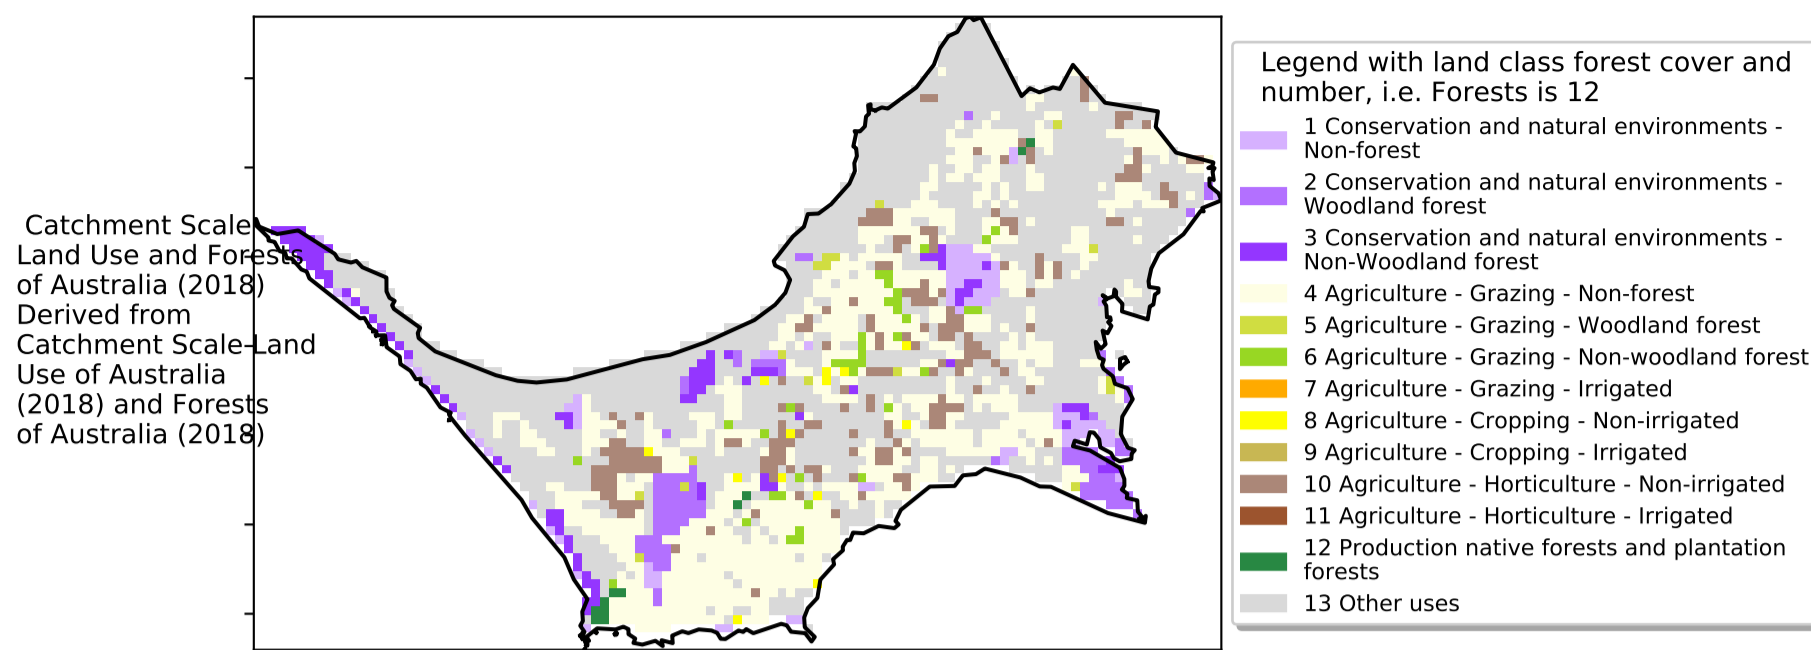 Catchment Scale
Land Use and Forests
of Australia (2018)
Derived from
Catchment Scale Land
Use of Australia
(2018) and Forests
of Australia (2018)
Legend with land class forest cover and
number, i.e. Forests is 12
1 Conservation and natural environments -
Non-forest
2 Conservation and natural environments -
Woodland forest
3 Conservation and natural environments -
Non-Woodland forest
4 Agriculture - Grazing - Non-forest
5 Agriculture - Grazing - Woodland forest
6 Agriculture - Grazing - Non-woodland forest
7 Agriculture - Grazing - Irrigated
8 Agriculture - Cropping - Non-irrigated
9 Agriculture - Cropping - Irrigated
10 Agriculture - Horticulture - Non-irrigated
11 Agriculture - Horticulture - Irrigated
12 Production native forests and plantation
forests
13 Other uses